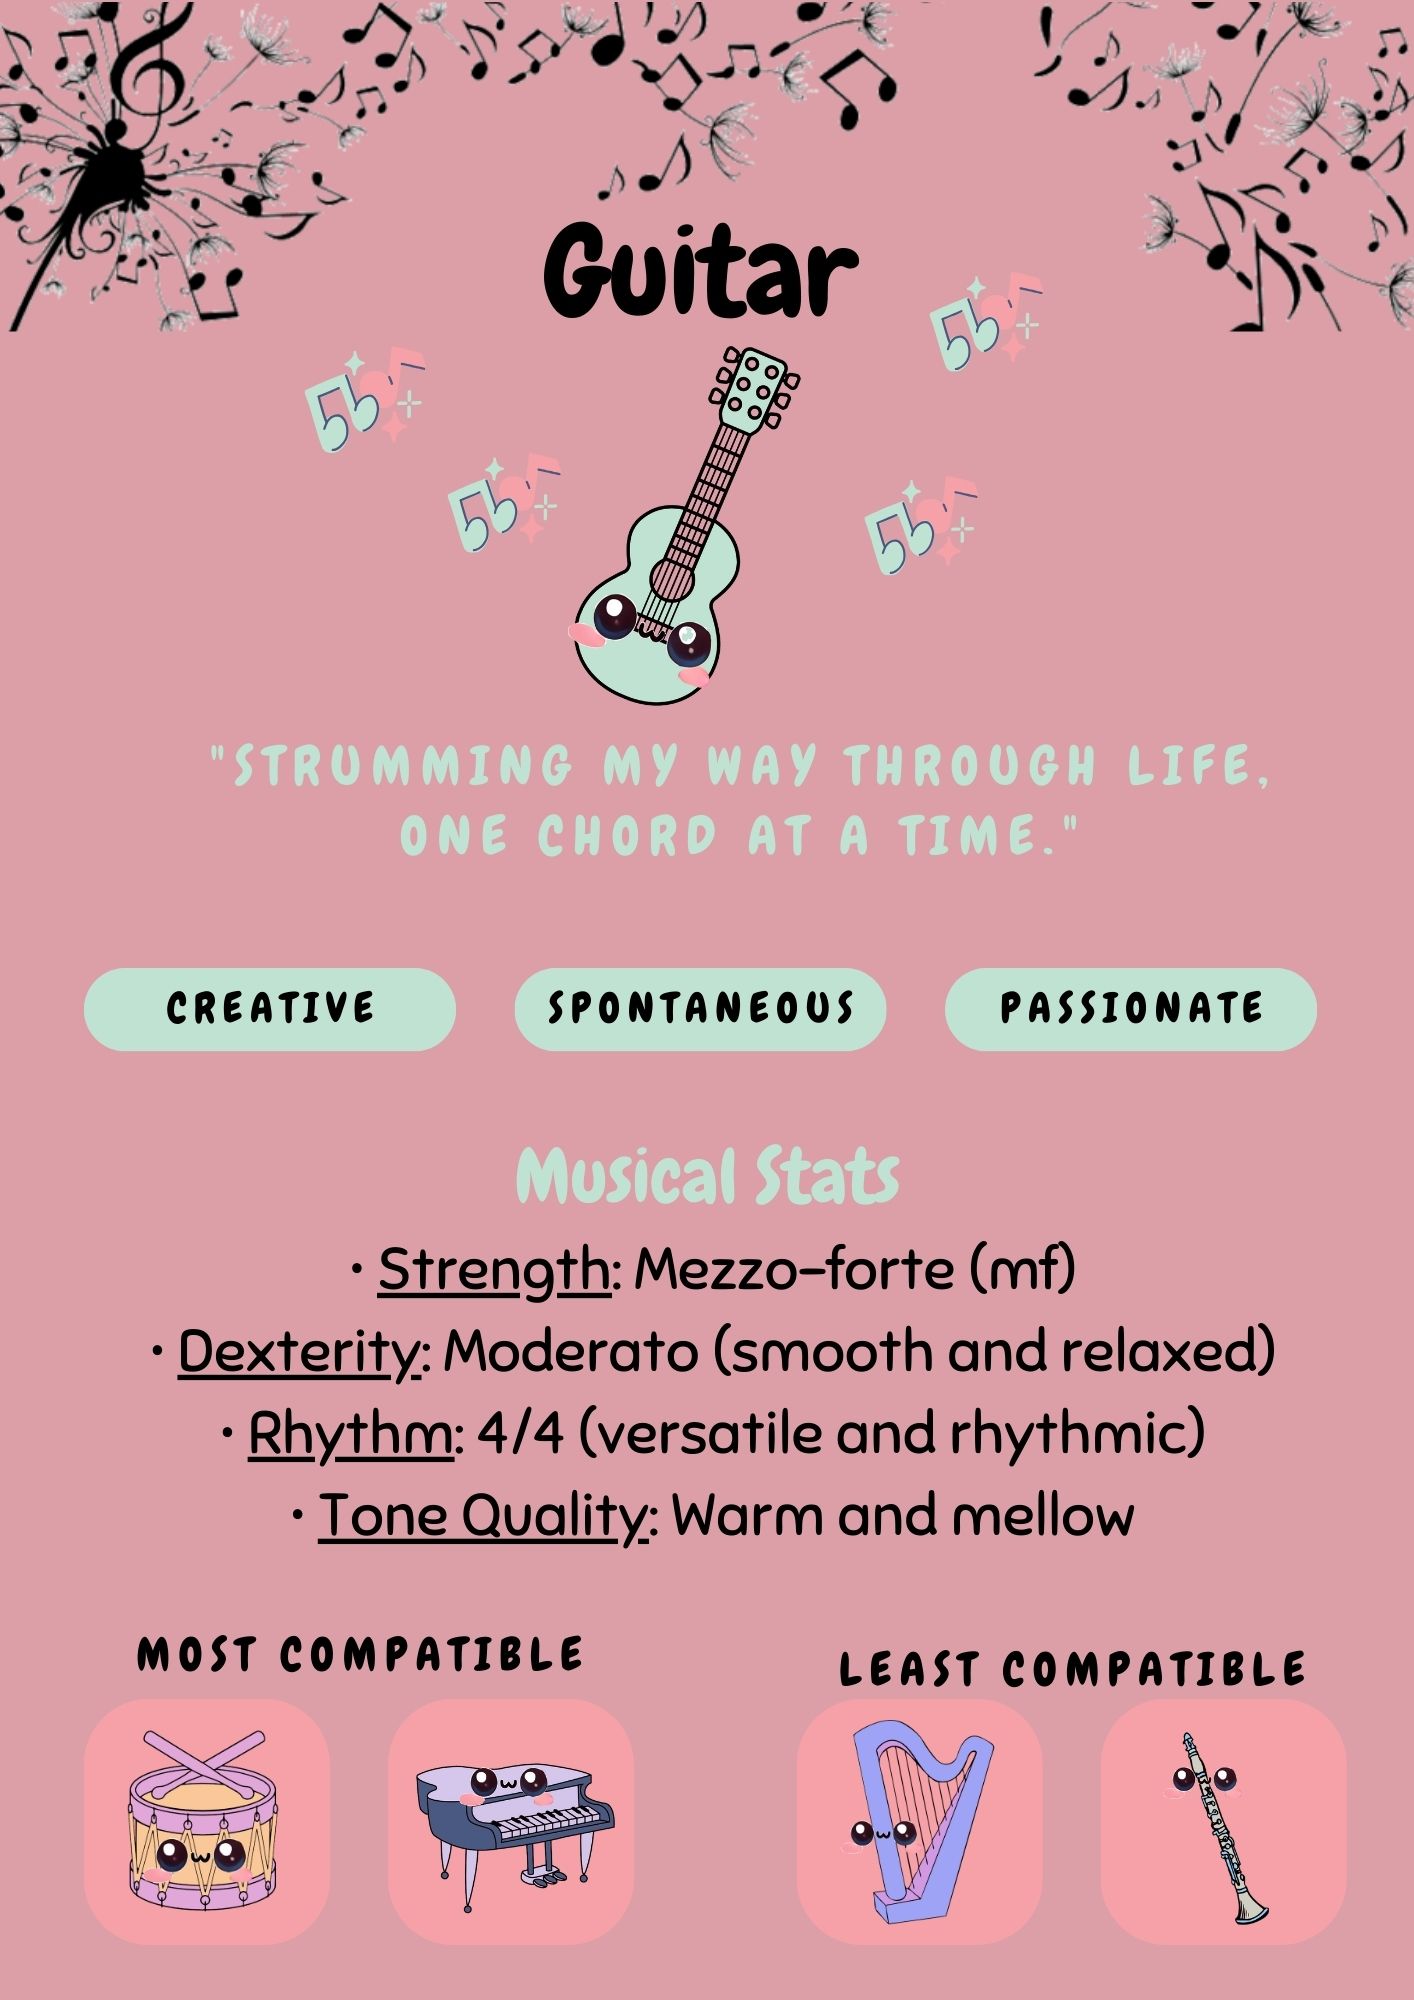 Guitar
"STRUMMING MY WAY THROUGH LIFE,
ONE CHORD AT A TIME."
CREATIVE
SPONTANEOUS
PASSIONATE
Musical Stats
• Strength: Mezzo-forte (mf)
• Dexterity: Moderato (smooth and relaxed)
• Rhythm: 4/4 (versatile and rhythmic)
• Tone Quality: Warm and mellow
MOST COMPATIBLE
LEAST COMPATIBLE